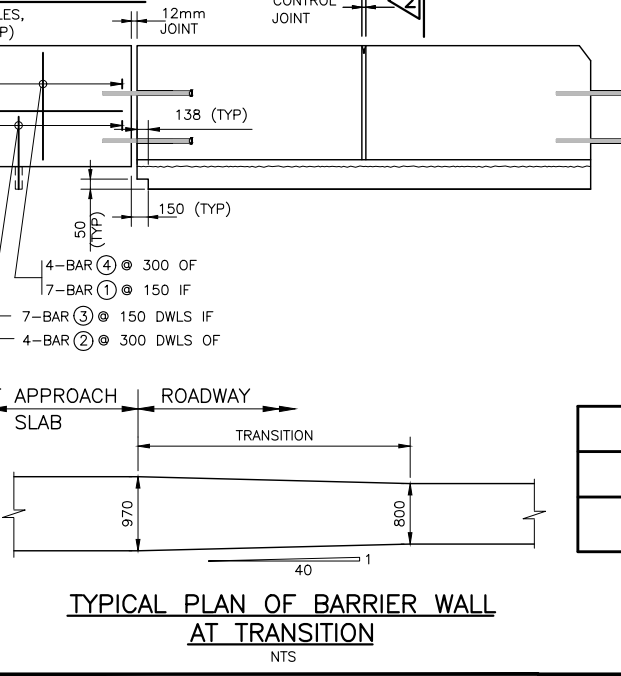 LES,
12mm
JOINT
CONTROL
JOINT
2
138 (TYP)
150 (TYP)
50
(TYP)
4-BAR 4 @ 300 OF
7-BAR 1 @ 150 IF
7-BAR 3 @ 150 DWLS IF
4-BAR 2 @ 300 DWLS OF
APPROACH
SLAB
ROADWAY
TRANSITION
970
800
1
40
TYPICAL PLAN OF BARRIER WALL
AT TRANSITION
NTS